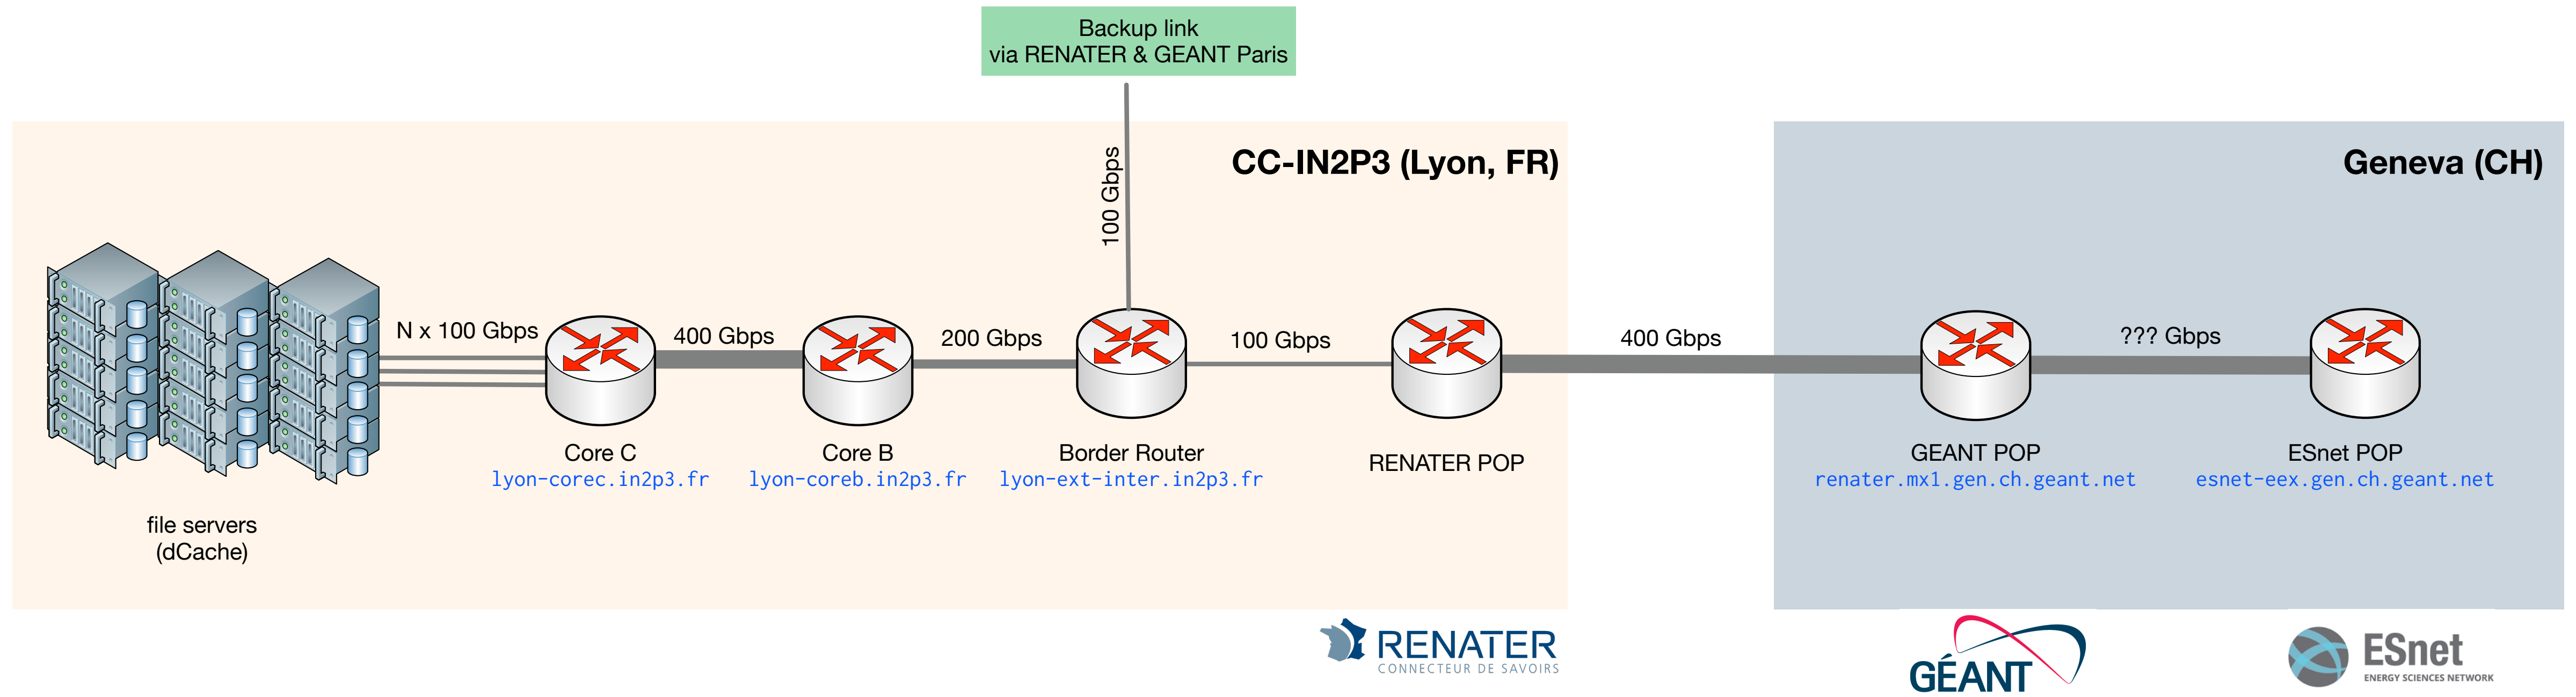 Backup link
via RENATER & GEANT Paris
100 Gbps
CC-IN2P3 (Lyon, FR)
Geneva (CH)
N x 100 Gbps
400 Gbps
200 Gbps
100 Gbps
400 Gbps
??? Gbps
Core C
lyon-corec.in2p3.fr
Core B
lyon-coreb.in2p3.fr
Border Router
lyon-ext-inter.in2p3.fr
RENATER POP
GEANT POP
renater.mx1.gen.ch.geant.net
ESnet POP
esnet-eex.gen.ch.geant.net
file servers
(dCache)
RENATER
CONNECTEUR DE SAVOIRS
GÉANT
ESnet
ENERGY SCIENCES NETWORK